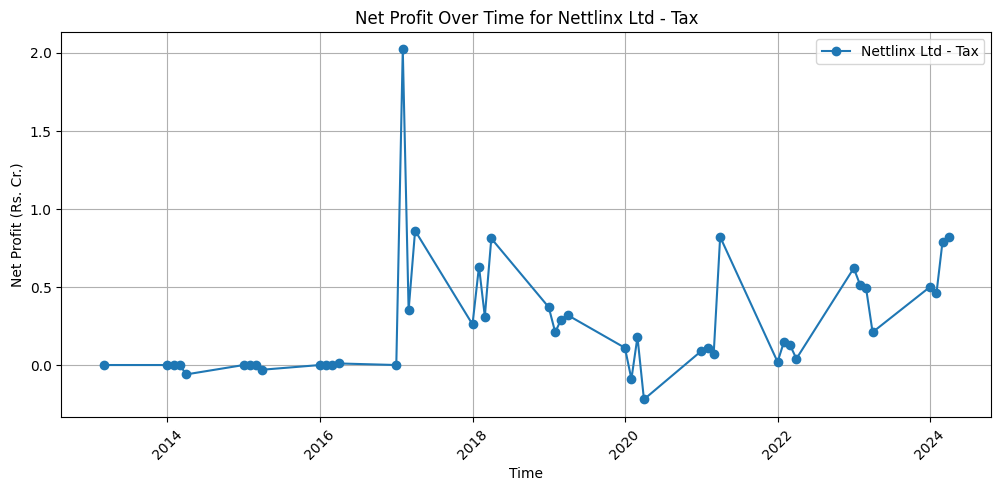 Net Profit Over Time for Nettlinx Ltd - Tax
Nettlinx Ltd - Tax
Net Profit (Rs. Cr.)
2.0
1.5
1.0
0.5
0.0
2014
2016
2018
2020
2022
2024
Time